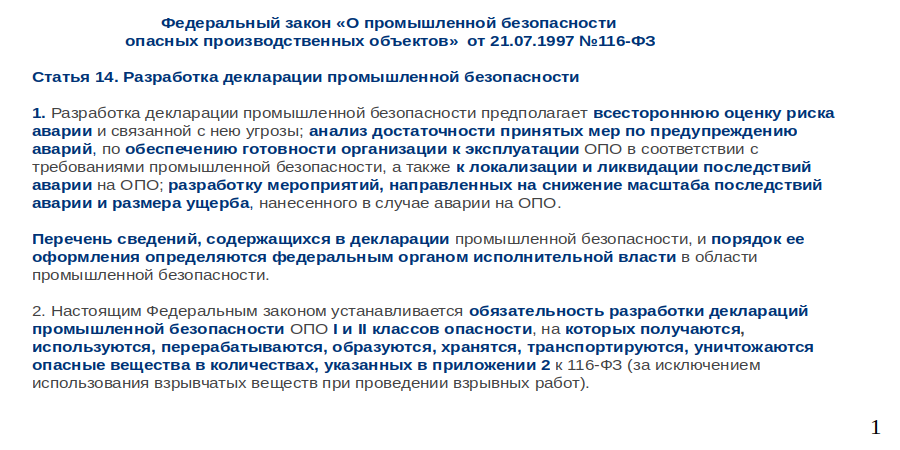 Федеральный закон «О промышленной безопасности
опасных производственных объектов» от 21.07.1997 №116-ФЗ
Статья 14. Разработка декларации промышленной безопасности
1. Разработка декларации промышленной безопасности предполагает всестороннюю оценку риска
аварии и связанной с нею угрозы; анализ достаточности принятых мер по предупреждению
аварий, по обеспечению готовности организации к эксплуатации ОПО в соответствии с
требованиями промышленной безопасности, а также к локализации и ликвидации последствий
аварии на ОПО; разработку мероприятий, направленных на снижение масштаба последствий
аварии и размера ущерба, нанесенного в случае аварии на ОПО.
Перечень сведений, содержащихся в декларации промышленной безопасности, и порядок ее
оформления определяются федеральным органом исполнительной власти в области
промышленной безопасности.
2. Настоящим Федеральным законом устанавливается обязательность разработки деклараций
промышленной безопасности ОПО I и II классов опасности, на которых получаются,
используются, перерабатываются, образуются, хранятся, транспортируются, уничтожаются
опасные вещества в количествах, указанных в приложении 2 к 116-ФЗ (за исключением
использования взрывчатых веществ при проведении взрывных работ).
1